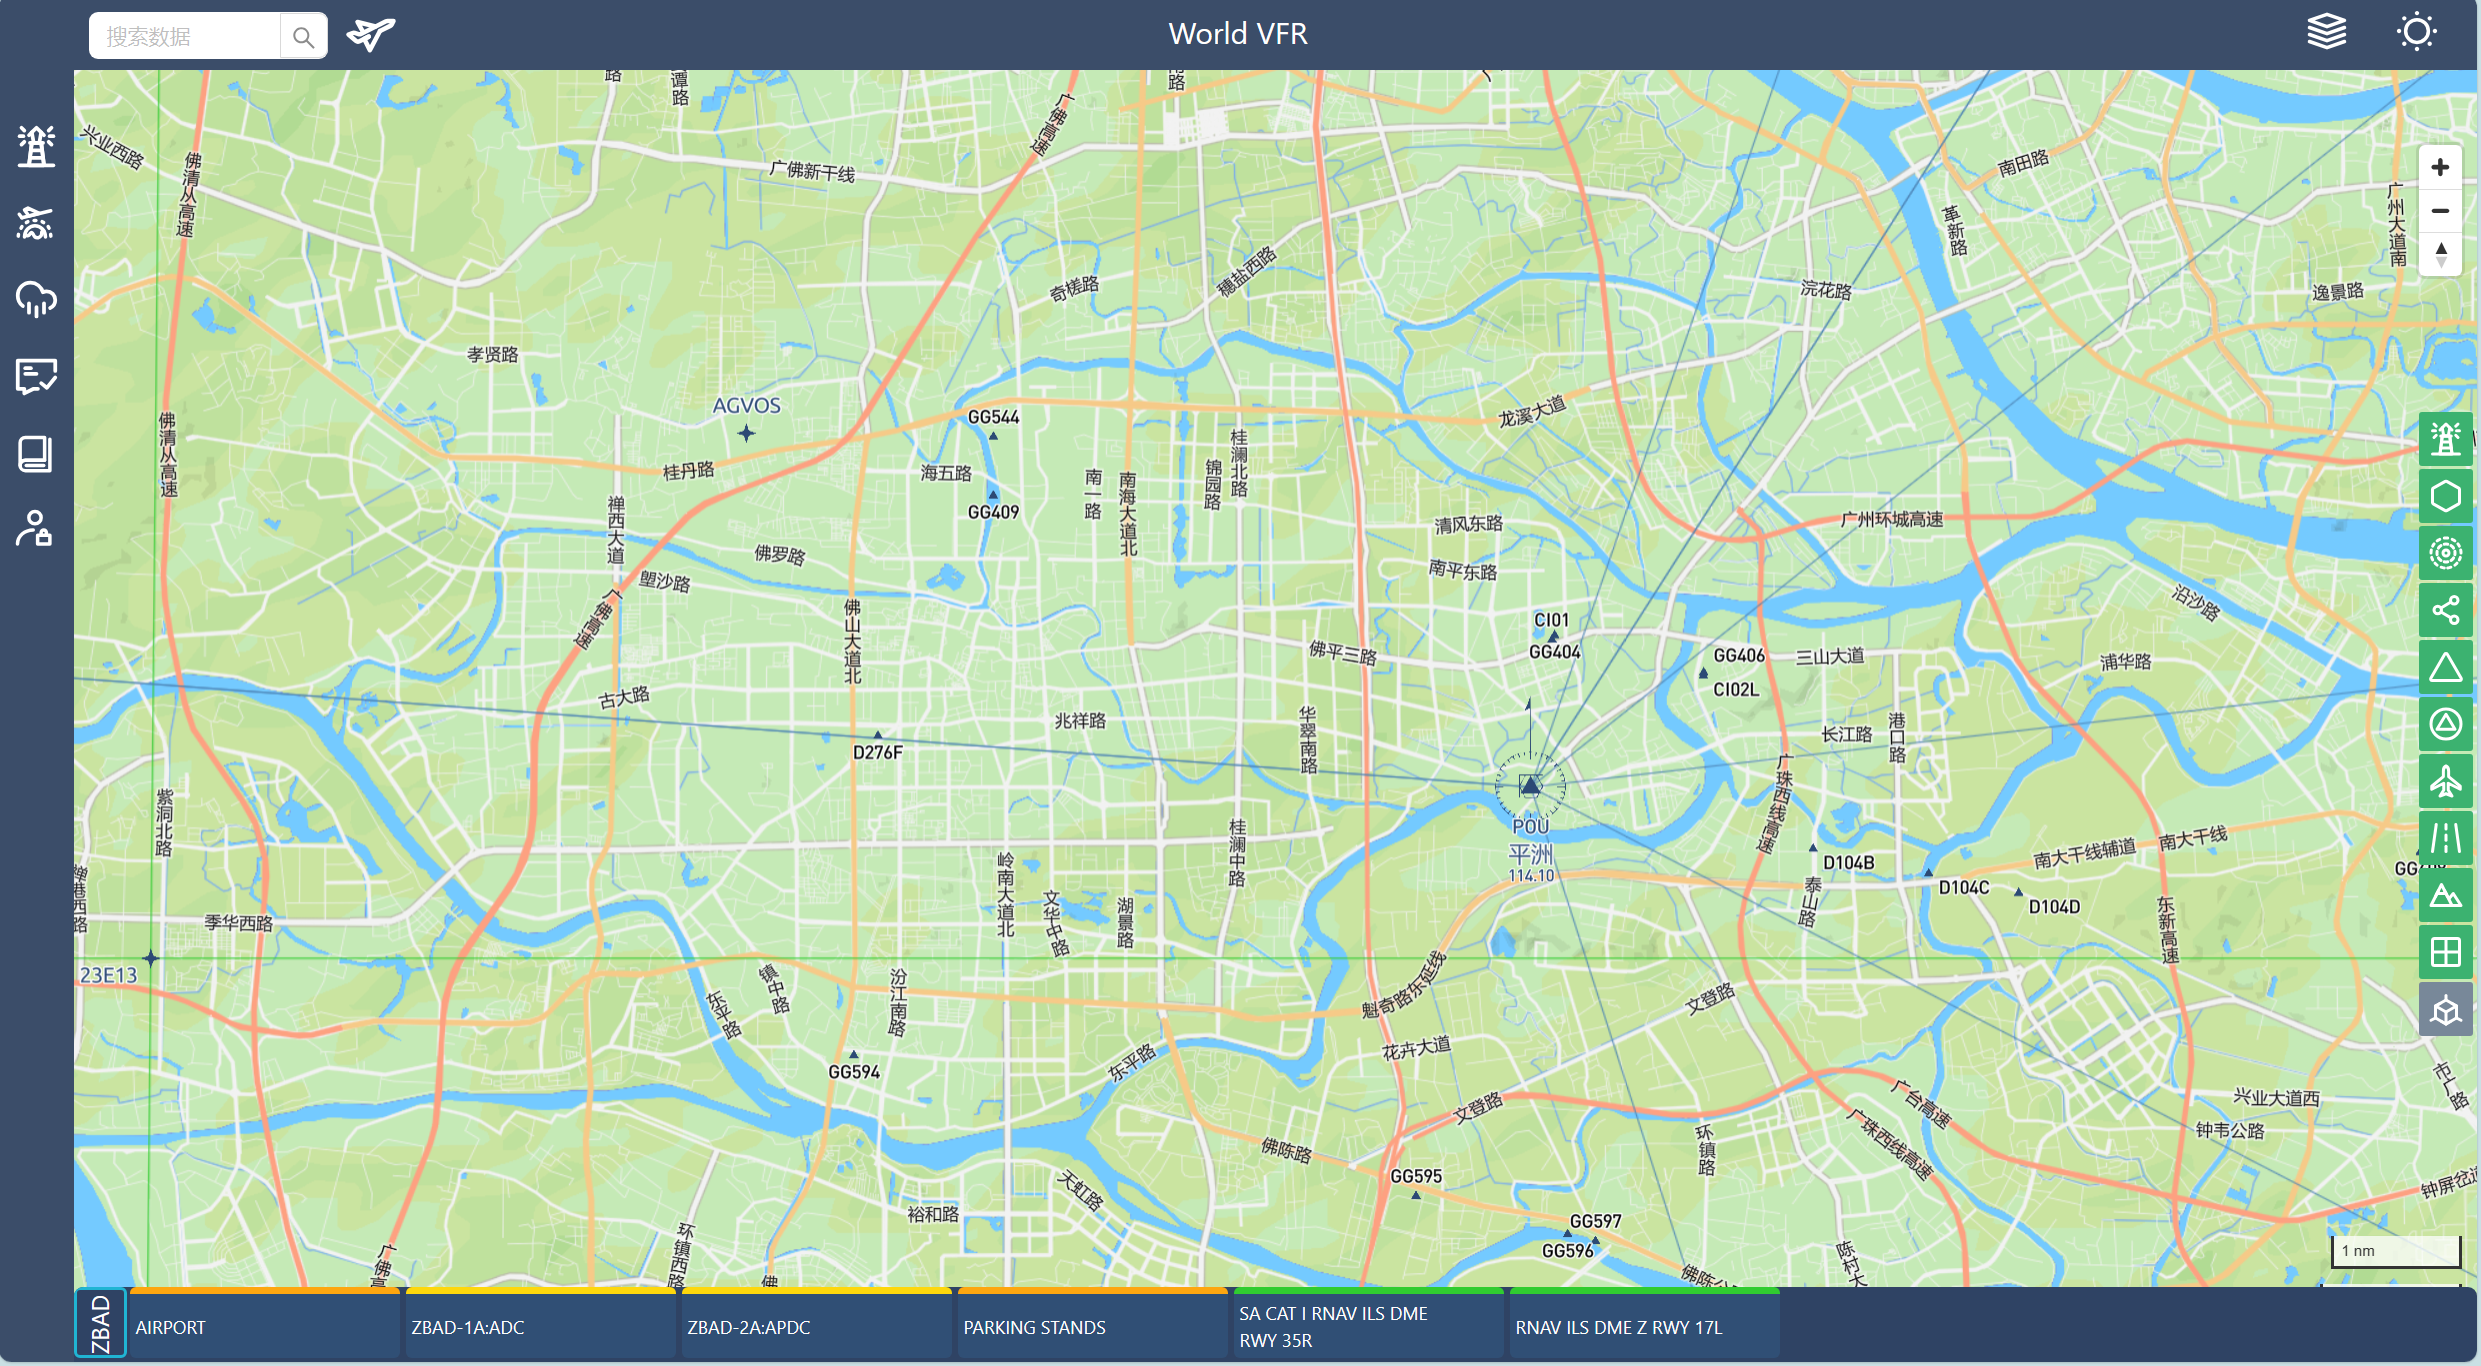 搜索数据
World VFR
兴业西路
佛清从高速
广佛新干线
广佛高速
南田路
革新路
广州大道南
奇槎路
穗盐西路
浣花路
逸景路
孝贤路
AGVOS
GG544
龙溪大道
佛清从高速
桂丹路
海五路
南一路
南海大道北
锦园路
桂澜北路
GG409
禅西大道
清风东路
广州环城高速
佛罗路
塱沙路
南平东路
沿沙路
广佛高速
佛山大道北
CI01
GG404
佛平三路
GG406
三山大道
浦华路
CI02L
古大路
兆祥路
华翠南路
港口路
长江路
D276F
广珠西线高速
紫洞北路
POU
平洲
114.10
桂澜中路
岭南大道北
D104B
南大干线辅道
南大干线
D104C
D104D
泰山路
禅港西路
季华西路
文华中路
湖景路
东新高速
23E13
镇中路
东平路
汾江南路
魁奇路东延线
文登路
花卉大道
GG594
东平路
文登路
广台高速
广珠西线高速
兴业大道西
市广路
钟韦公路
环镇路
佛陈路
GG595
天虹路
裕和路
GG597
GG596
环镇西路
1 nm
ZBAD
AIRPORT
ZBAD-1A:ADC
ZBAD-2A:APDC
PARKING STANDS
SA CAT I RNAV ILS DME
RWY 35R
RNAV ILS DME Z RWY 17L